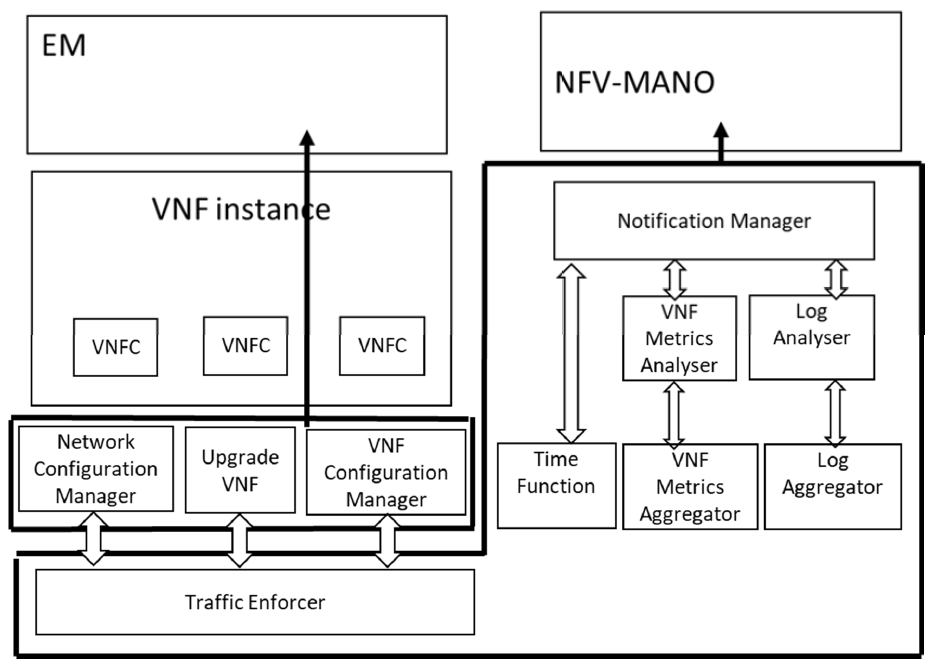 EM
NFV-MANO
VNF instance
VNFC
VNFC
VNFC
Notification Manager
VNF
Metrics
Analyser
Log
Analyser
Network
Configuration
Manager
Upgrade
VNF
VNF
Configuration
Manager
Time
Function
VNF
Metrics
Aggregator
Log
Aggregator
Traffic Enforcer